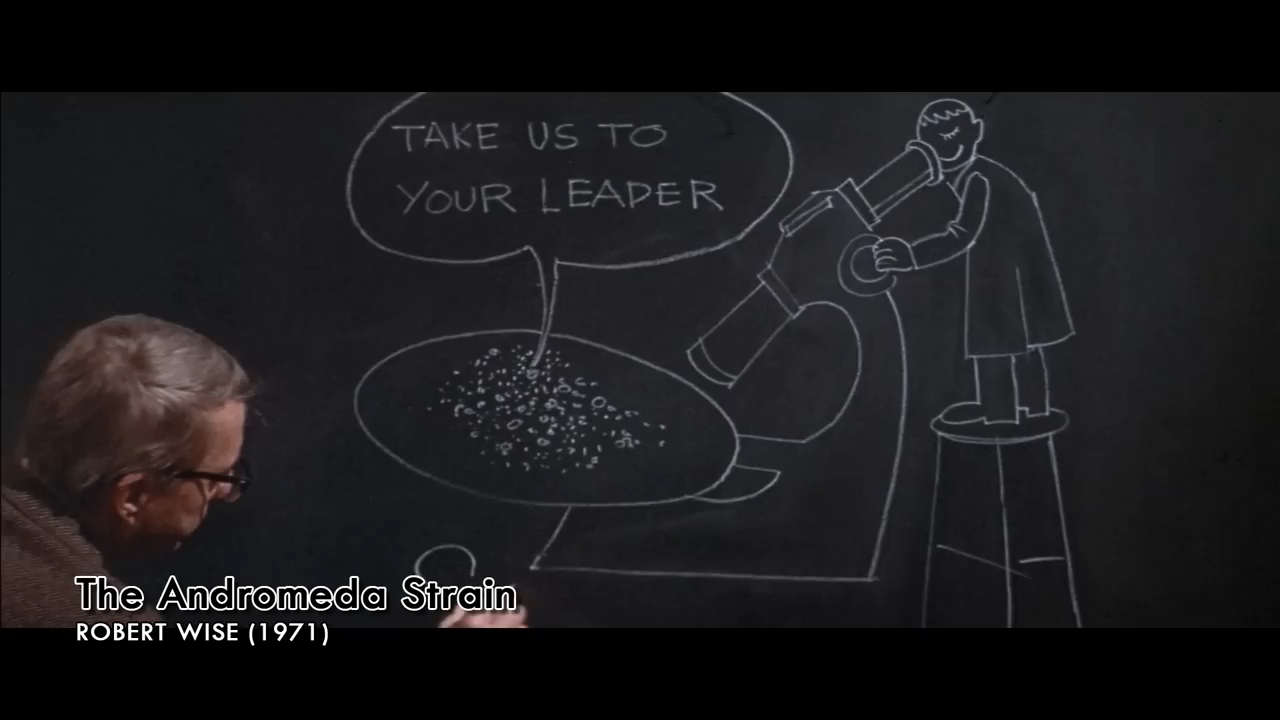 TAKE US TO
YOUR LEADER
The Andromeda Strain
ROBERT WISE (1971)